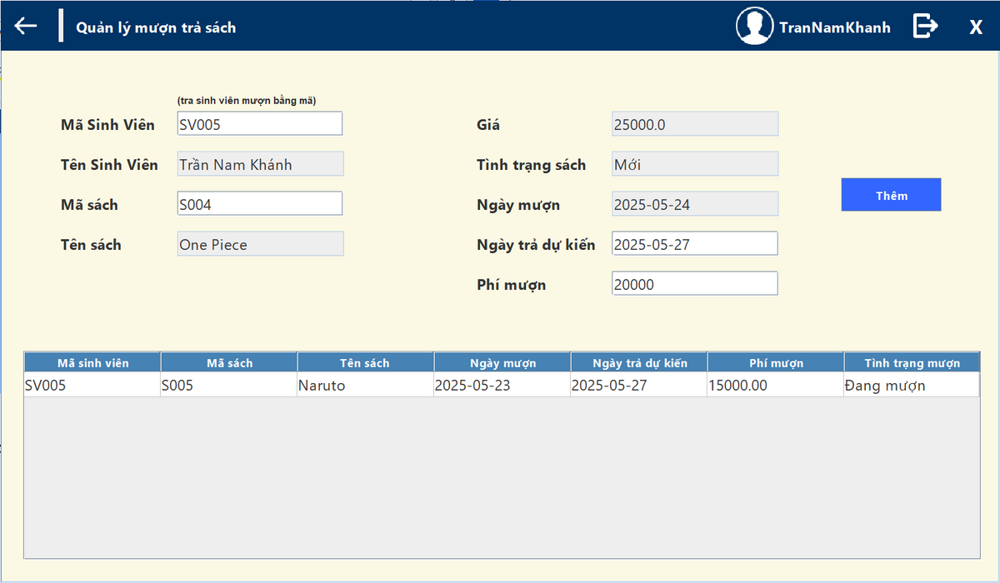 Quản lý mượn trả sách
TranNamKhanh
X
(tra sinh viên mượn bằng mã)
Mã Sinh Viên SV005
Tên Sinh Viên Trần Nam Khánh
Mã sách S004
Tên sách One Piece
Giá 25000.0
Tình trạng sách Mới
Ngày mượn 2025-05-24
Ngày trả dự kiến 2025-05-27
Phí mượn 20000
Thêm
Mã sinh viên Mã sách Tên sách Ngày mượn Ngày trả dự kiến Phí mượn Tình trạng mượn
SV005 S005 Naruto 2025-05-23 2025-05-27 15000.00 Đang mượn